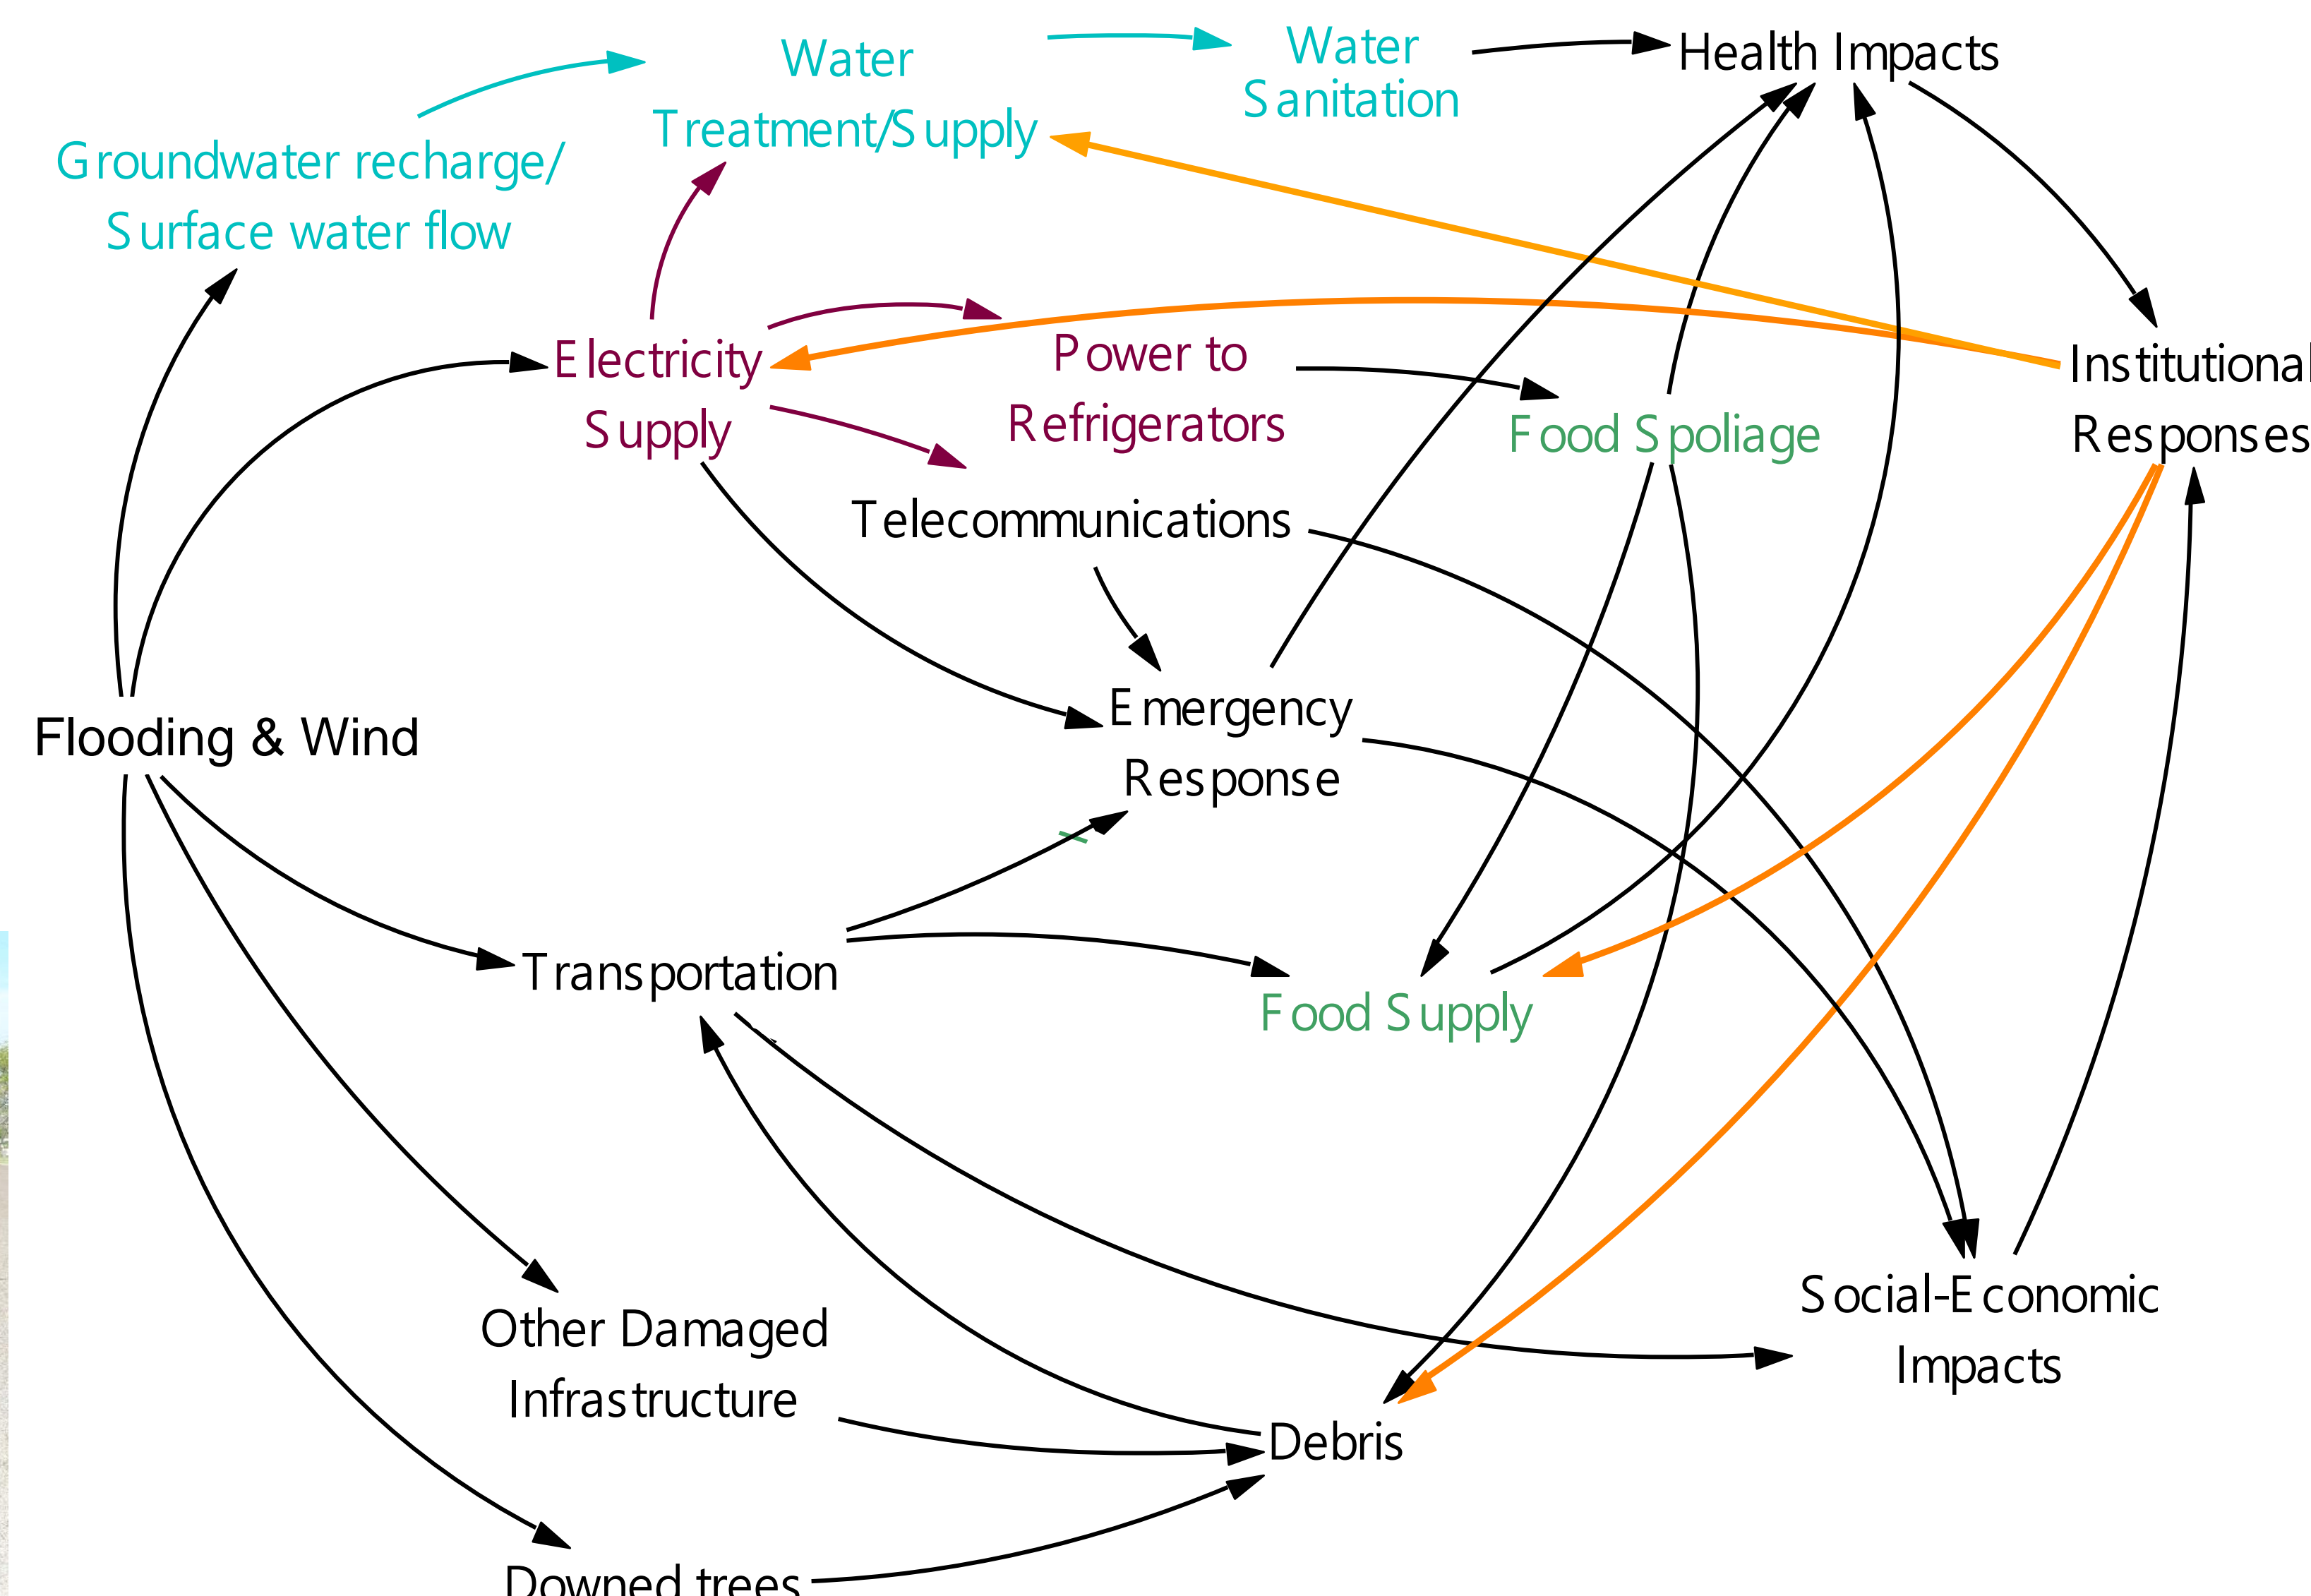 Water
Treatment/Supply
Water
Sanitation
Health Impacts
Groundwater recharge/
Surface water flow
Electricity
Supply
Power to
Refrigerators
Food Spoliage
Institutional
Responses
Telecommunications
Emergency
Response
Flooding & Wind
Transportation
Food Supply
Other Damaged
Infrastructure
Social-Economic
Impacts
Debris
Downed trees